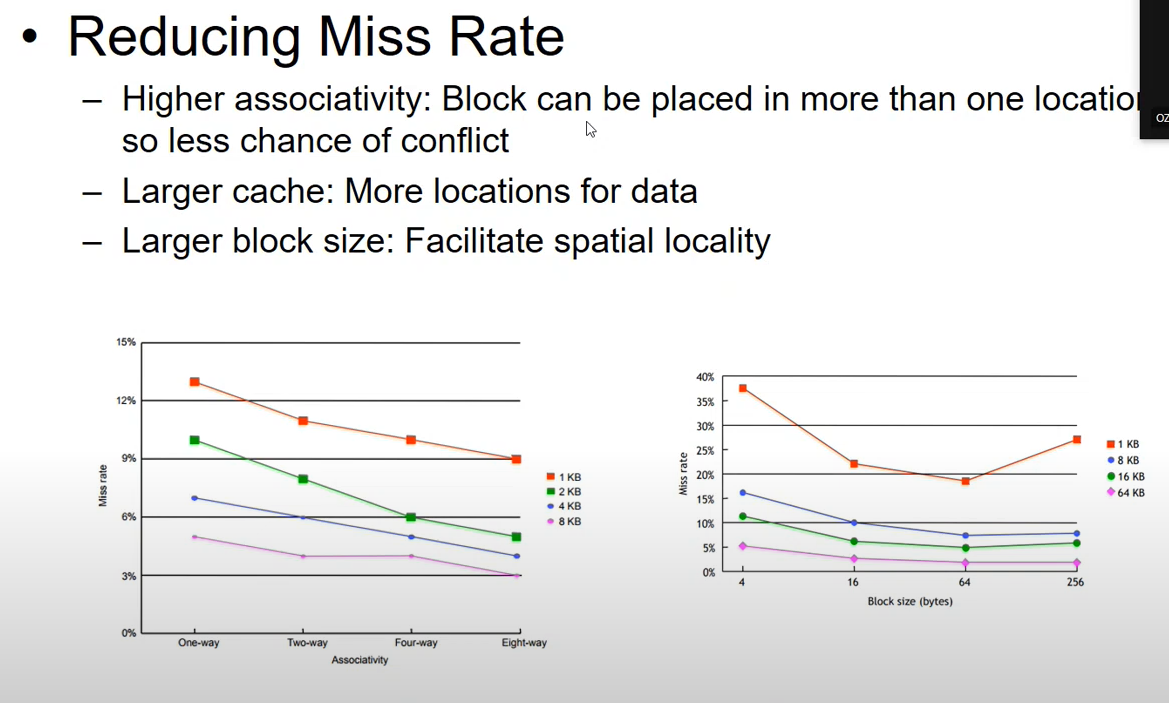 • Reducing Miss Rate
– Higher associativity: Block can be placed in more than one location
so less chance of conflict
– Larger cache: More locations for data
– Larger block size: Facilitate spatial locality
OZ
15%
12%
9%
6%
3%
0%
Miss rate
One-way Two-way Four-way Eight-way
Associativity
1 KB
2 KB
4 KB
8 KB
40%
35%
30%
25%
20%
15%
10%
5%
0%
Miss rate
4 16 64 256
Block size (bytes)
1 KB
8 KB
16 KB
64 KB